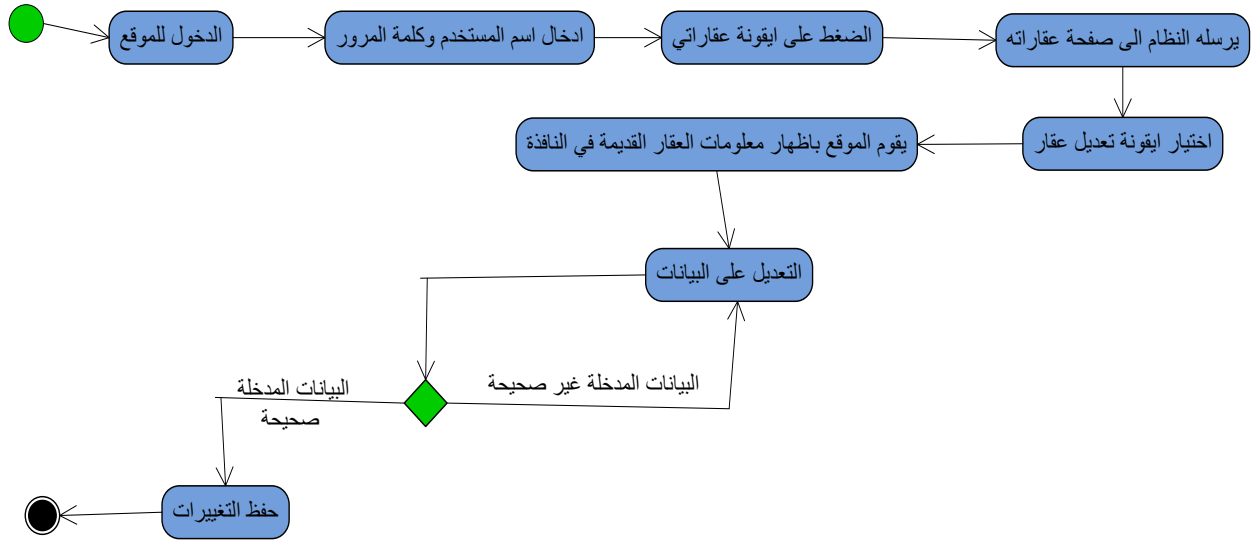 الدخول للموقع
ادخال اسم المستخدم وكلمة المرور
الضغط على ايقونة عقاراتي
يرسله النظام الى صفحة عقاراته
اختيار ايقونة تعديل عقار
يقوم الموقع باظهار معلومات العقار القديمة في النافذة
التعديل على البيانات
البيانات المدخلة غير صحيحة
البيانات المدخلة
صحيحة
حفظ التغييرات